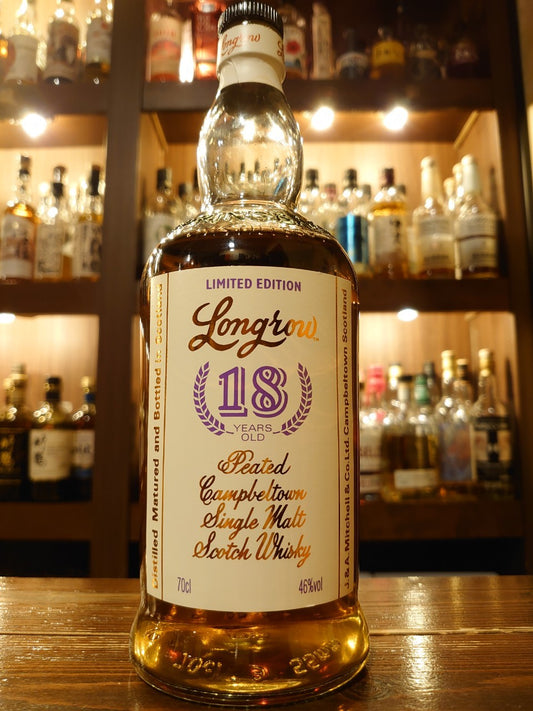 Longrow
LIMITED EDITION
Longrow
18
YEARS
OLD
Peated
Campbeltown
Single Malt
Scotch Whisky
70cl 46%vol
Distilled Matured and Bottled in Scotland
J. & A. Mitchell & Co. Ltd. Campbeltown Scotland